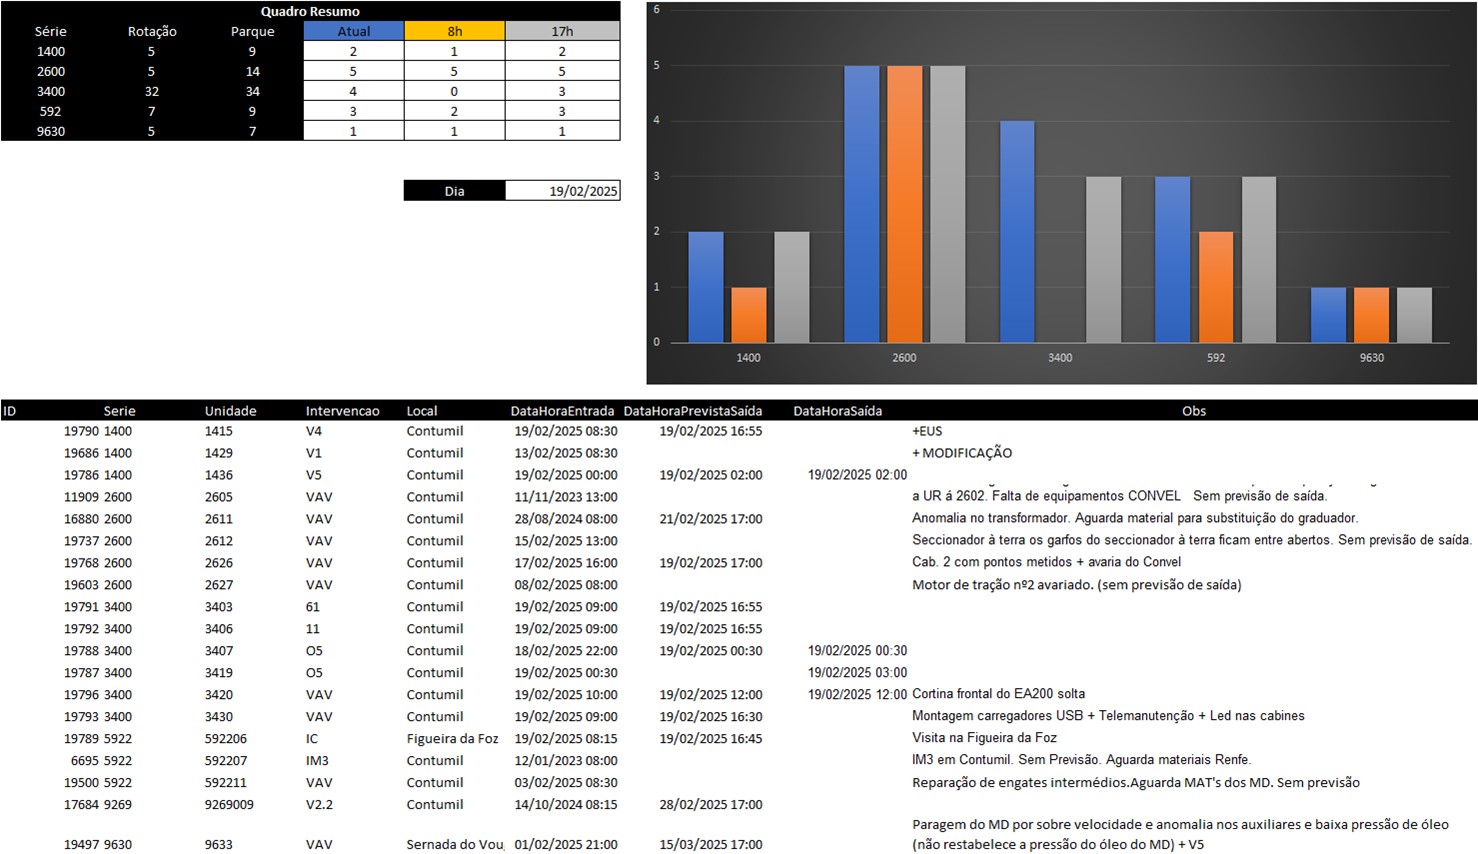 Quadro Resumo
Série Rotação Parque Atual 8h 17h
1400 5 9 2 1 2
2600 5 14 5 5 5
3400 32 34 4 0 3
592 7 9 3 2 3
9630 5 7 1 1 1
Dia 19/02/2025
6
5
4
3
2
1
0
1400 2600 3400 592 9630
ID Serie Unidade Intervencao Local DataHoraEntrada DataHoraPrevistaSaída DataHoraSaída Obs
19790 1400 1415 V4 Contumil 19/02/2025 08:30 19/02/2025 16:55 +EUS
19686 1400 1429 V1 Contumil 13/02/2025 08:30 + MODIFICAÇÃO
19786 1400 1436 V5 Contumil 19/02/2025 00:00 19/02/2025 02:00 19/02/2025 02:00
11909 2600 2605 VAV Contumil 11/11/2023 13:00 a UR á 2602. Falta de equipamentos CONVEL Sem previsão de saída.
16880 2600 2611 VAV Contumil 28/08/2024 08:00 21/02/2025 17:00 Anomalia no transformador. Aguarda material para substituição do graduador.
19737 2600 2612 VAV Contumil 15/02/2025 13:00 Seccionador à terra os garfos do seccionador à terra ficam entre abertos. Sem previsão de saída.
19768 2600 2626 VAV Contumil 17/02/2025 16:00 19/02/2025 17:00 Cab. 2 com pontos metidos + avaria do Convel
19603 2600 2627 VAV Contumil 08/02/2025 08:00 Motor de tração nº2 avariado. (sem previsão de saída)
19791 3400 3403 61 Contumil 19/02/2025 09:00 19/02/2025 16:55
19792 3400 3406 11 Contumil 19/02/2025 09:00 19/02/2025 16:55
19788 3400 3407 O5 Contumil 18/02/2025 22:00 19/02/2025 00:30 19/02/2025 00:30
19787 3400 3419 O5 Contumil 19/02/2025 00:30 19/02/2025 03:00
19796 3400 3420 VAV Contumil 19/02/2025 10:00 19/02/2025 12:00 19/02/2025 12:00 Cortina frontal do EA200 solta
19793 3400 3430 VAV Contumil 19/02/2025 09:00 19/02/2025 16:30 Montagem carregadores USB + Telemanutenção + Led nas cabines
19789 5922 592206 IC Figueira da Foz 19/02/2025 08:15 19/02/2025 16:45 Visita na Figueira da Foz
6695 5922 592207 IM3 Contumil 12/01/2023 08:00 IM3 em Contumil. Sem Previsão. Aguarda materiais Renfe.
19500 5922 592211 VAV Contumil 03/02/2025 08:30 Reparação de engates intermédios.Aguarda MAT's dos MD. Sem previsão
17684 9269 9269009 V2.2 Contumil 14/10/2024 08:15 28/02/2025 17:00
Paragem do MD por sobre velocidade e anomalia nos auxiliares e baixa pressão de óleo
19497 9630 9633 VAV Sernada do Vou 01/02/2025 21:00 15/03/2025 17:00 (não restabelece a pressão do óleo do MD) + V5